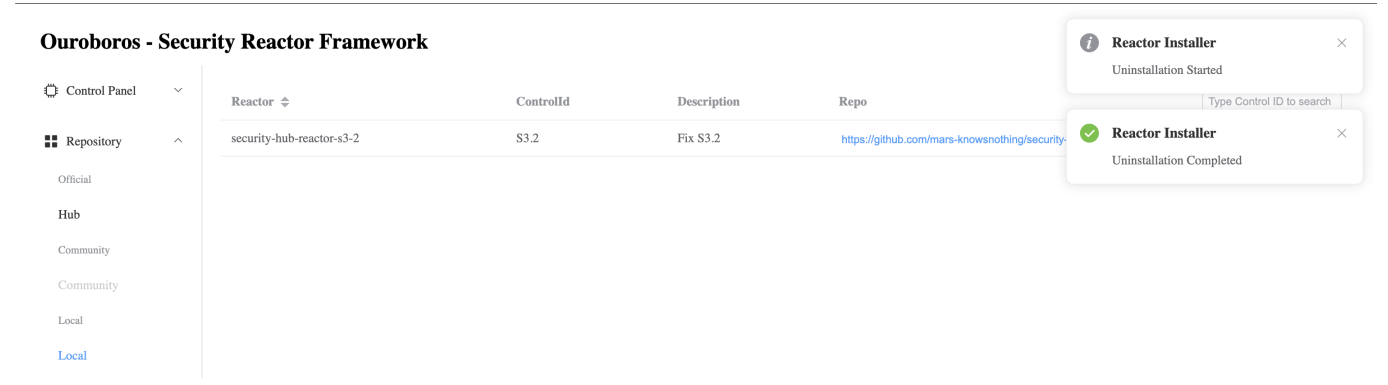 Ouroboros - Security Reactor Framework
Reactor Installer
Uninstallation Started
Control Panel
Reactor ControlId Description Repo
Type Control ID to search
Repository
security-hub-reactor-s3-2 S3.2 Fix S3.2 https://github.com/mars-knowsnothing/security-
Reactor Installer
Uninstallation Completed
Official
Hub
Community
Community
Local
Local